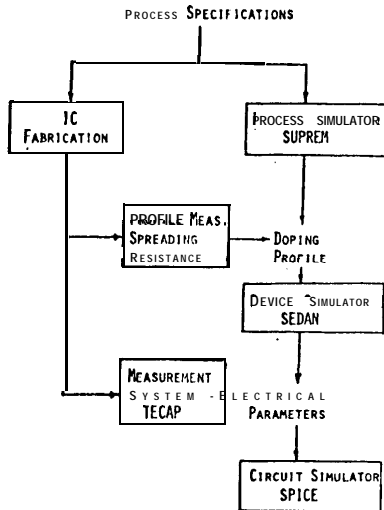 PROCESS SPECIFICATIONS
IC
FABRICATION
PROCESS SIMULATOR
SUPREM
PROFILE MEAS.
SPREADING
RESISTANCE
DOPING
PROFILE
DEVICE SIMULATOR
SEDAN
MEASUREMENT
SYSTEM - ELECTRICAL
TECAP
PARAMETERS
CIRCUIT SIMULATOR
SPICE